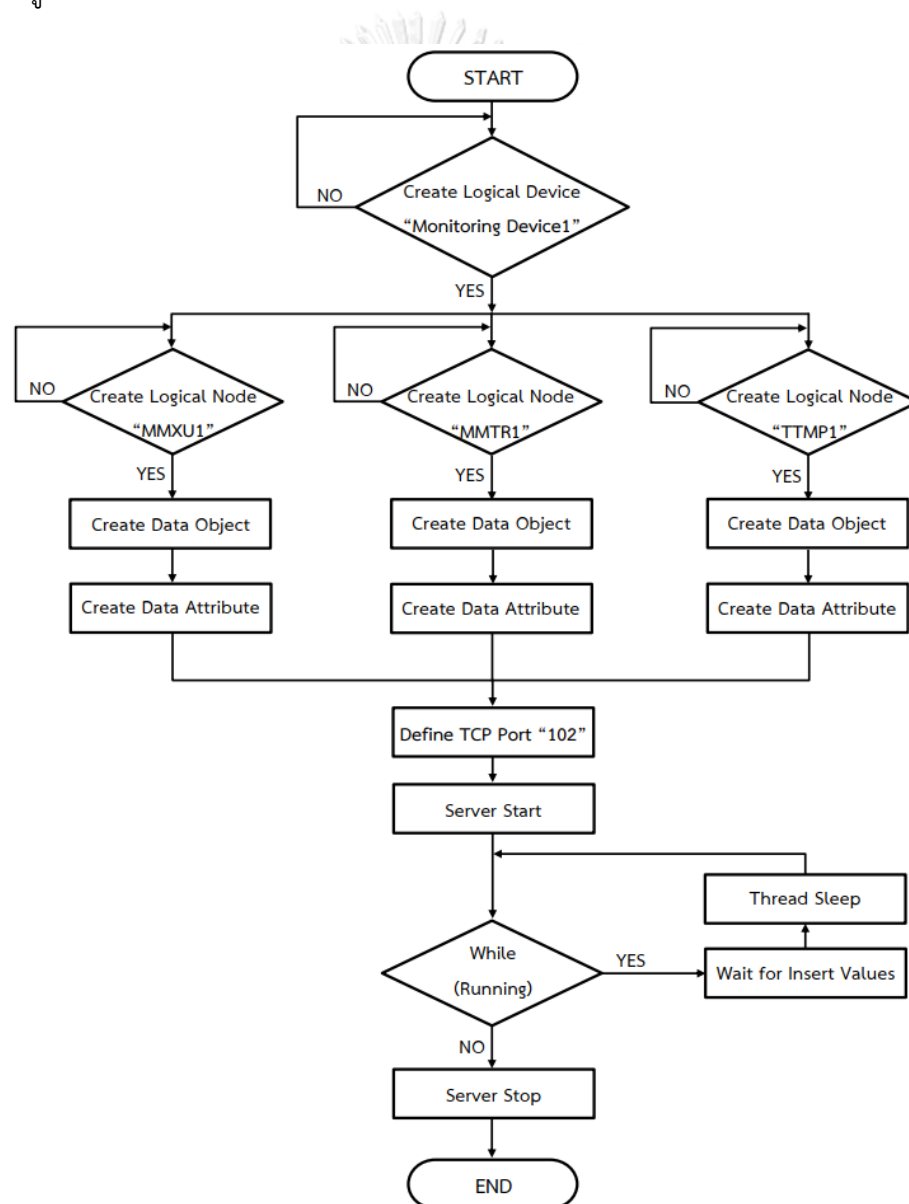 START
NO
Create Logical Device
“Monitoring Device1”
YES
NO
Create Logical Node
“MMXU1”
NO
Create Logical Node
“MMTR1”
NO
Create Logical Node
“TTMP1”
YES
YES
YES
Create Data Object
Create Data Object
Create Data Object
Create Data Attribute
Create Data Attribute
Create Data Attribute
Define TCP Port “102”
Server Start
Thread Sleep
While
(Running)
YES
Wait for Insert Values
NO
Server Stop
END